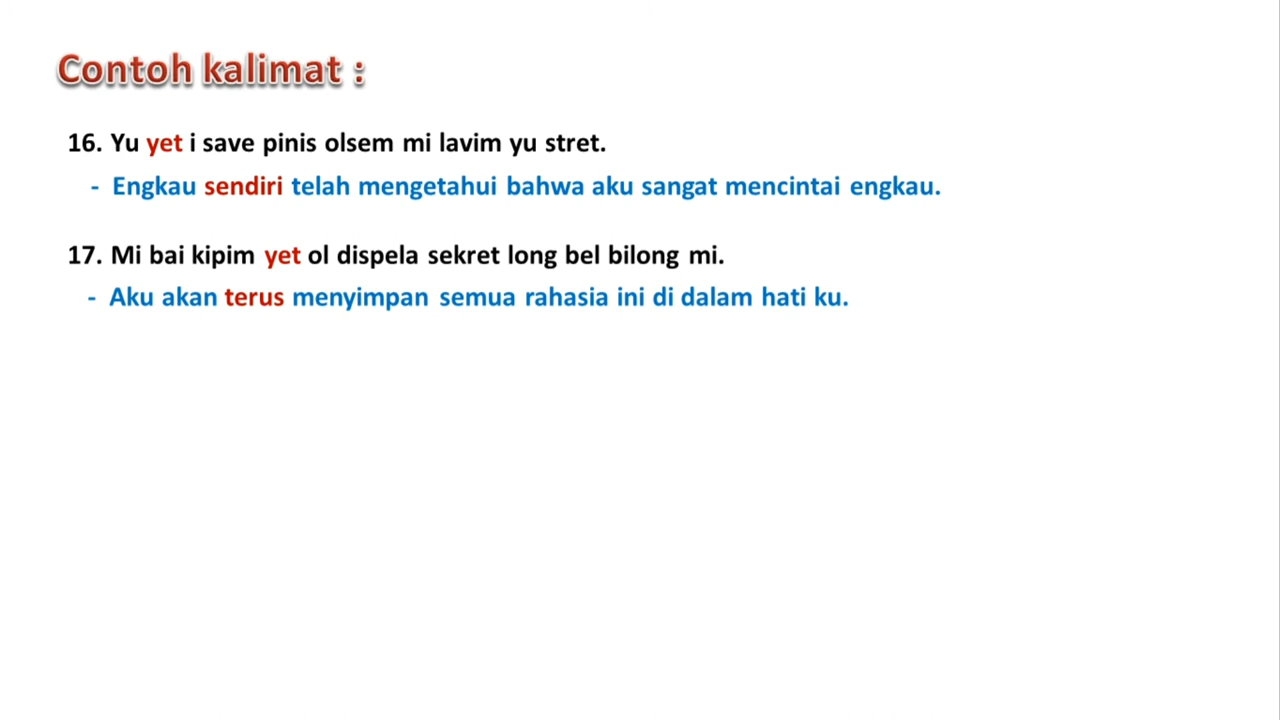 Contoh kalimat :
16. Yu yet i save pinis olsem mi lavim yu stret.
- Engkau sendiri telah mengetahui bahwa aku sangat mencintai engkau.
17. Mi bai kipim yet ol dispela sekret long bel bilong mi.
- Aku akan terus menyimpan semua rahasia ini di dalam hati ku.